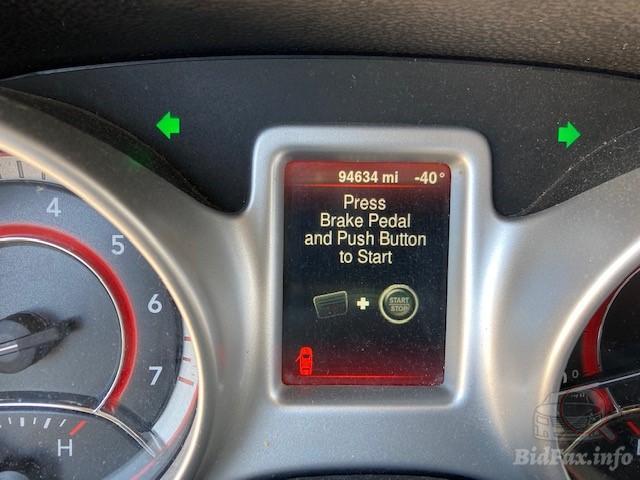 94634 mi -40°
Press
Brake Pedal
and Push Button
to Start
START
STOP
4
5
6
7
H
BidFax.info